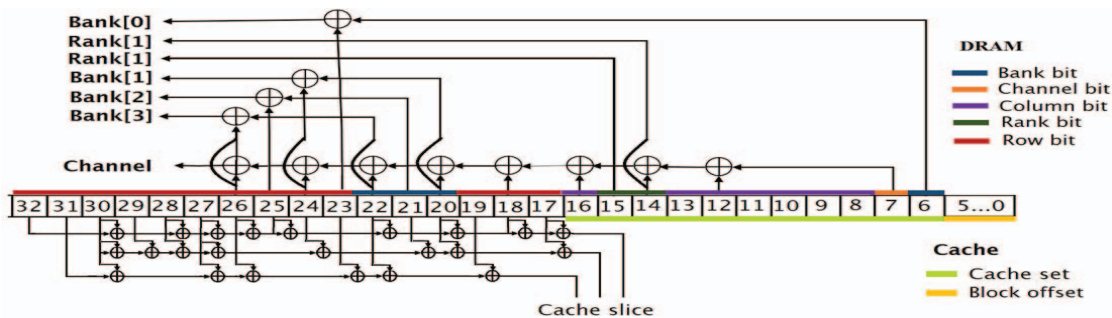 Bank[0]
Rank[1]
Rank[1]
Bank[1]
Bank[2]
Bank[3]
Channel
DRAM
Bank bit
Channel bit
Column bit
Rank bit
Row bit
32 31 30 29 28 27 26 25 24 23 22 21 20 19 18 17 16 15 14 13 12 11 10 9 8 7 6 5...0
Cache
Cache set
Block offset
Cache slice